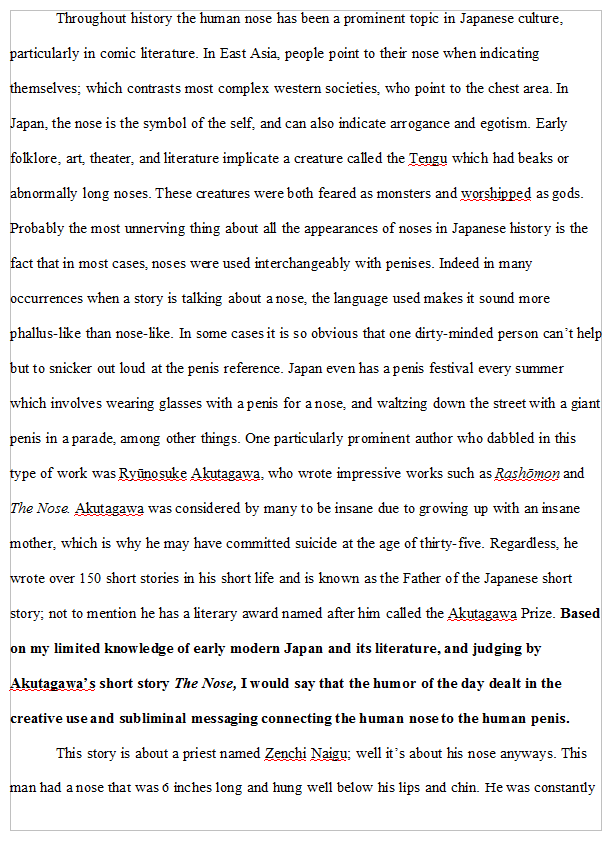 Throughout history the human nose has been a prominent topic in Japanese culture,
particularly in comic literature. In East Asia, people point to their nose when indicating
themselves; which contrasts most complex western societies, who point to the chest area. In
Japan, the nose is the symbol of the self, and can also indicate arrogance and egotism. Early
folklore, art, theater, and literature implicate a creature called the Tengu which had beaks or
abnormally long noses. These creatures were both feared as monsters and worshipped as gods.
Probably the most unnerving thing about all the appearances of noses in Japanese history is the
fact that in most cases, noses were used interchangeably with penises. Indeed in many
occurrences when a story is talking about a nose, the language used makes it sound more
phallus-like than nose-like. In some cases it is so obvious that one dirty-minded person can’t help
but to snicker out loud at the penis reference. Japan even has a penis festival every summer
which involves wearing glasses with a penis for a nose, and waltzing down the street with a giant
penis in a parade, among other things. One particularly prominent author who dabbled in this
type of work was Ryūnosuke Akutagawa, who wrote impressive works such as Rashōmon and
The Nose. Akutagawa was considered by many to be insane due to growing up with an insane
mother, which is why he may have committed suicide at the age of thirty-five. Regardless, he
wrote over 150 short stories in his short life and is known as the Father of the Japanese short
story; not to mention he has a literary award named after him called the Akutagawa Prize. Based
on my limited knowledge of early modern Japan and its literature, and judging by
Akutagawa’s short story The Nose, I would say that the humor of the day dealt in the
creative use and subliminal messaging connecting the human nose to the human penis.
This story is about a priest named Zenchi Naigu; well it’s about his nose anyways. This
man had a nose that was 6 inches long and hung well below his lips and chin. He was constantly